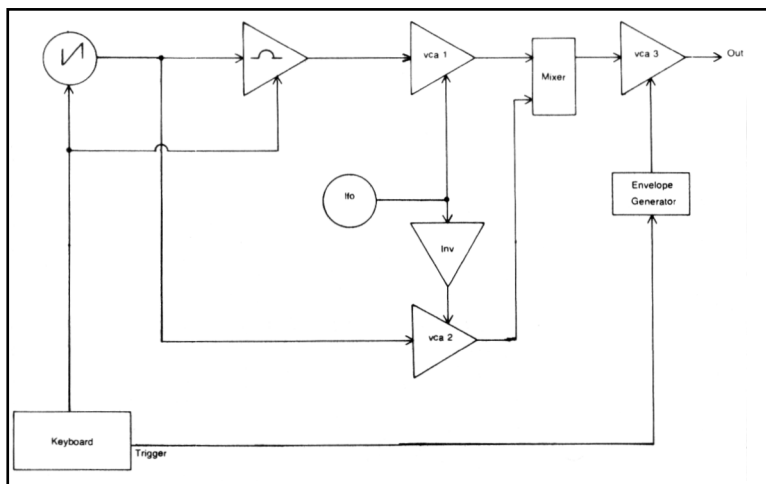 vca 1
Mixer
vca 3
Out
lfo
Envelope
Generator
Inv
vca 2
Keyboard
Trigger